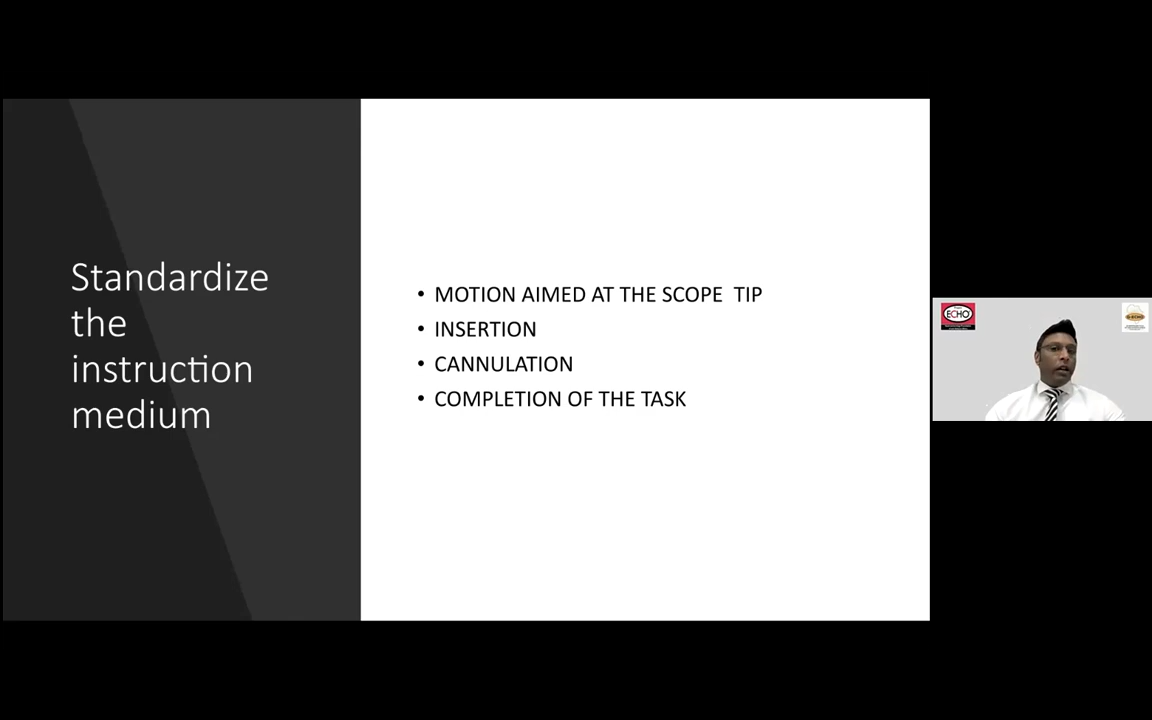 Standardize
the
instruction
medium
• MOTION AIMED AT THE SCOPE TIP
• INSERTION
• CANNULATION
• COMPLETION OF THE TASK
ECHO